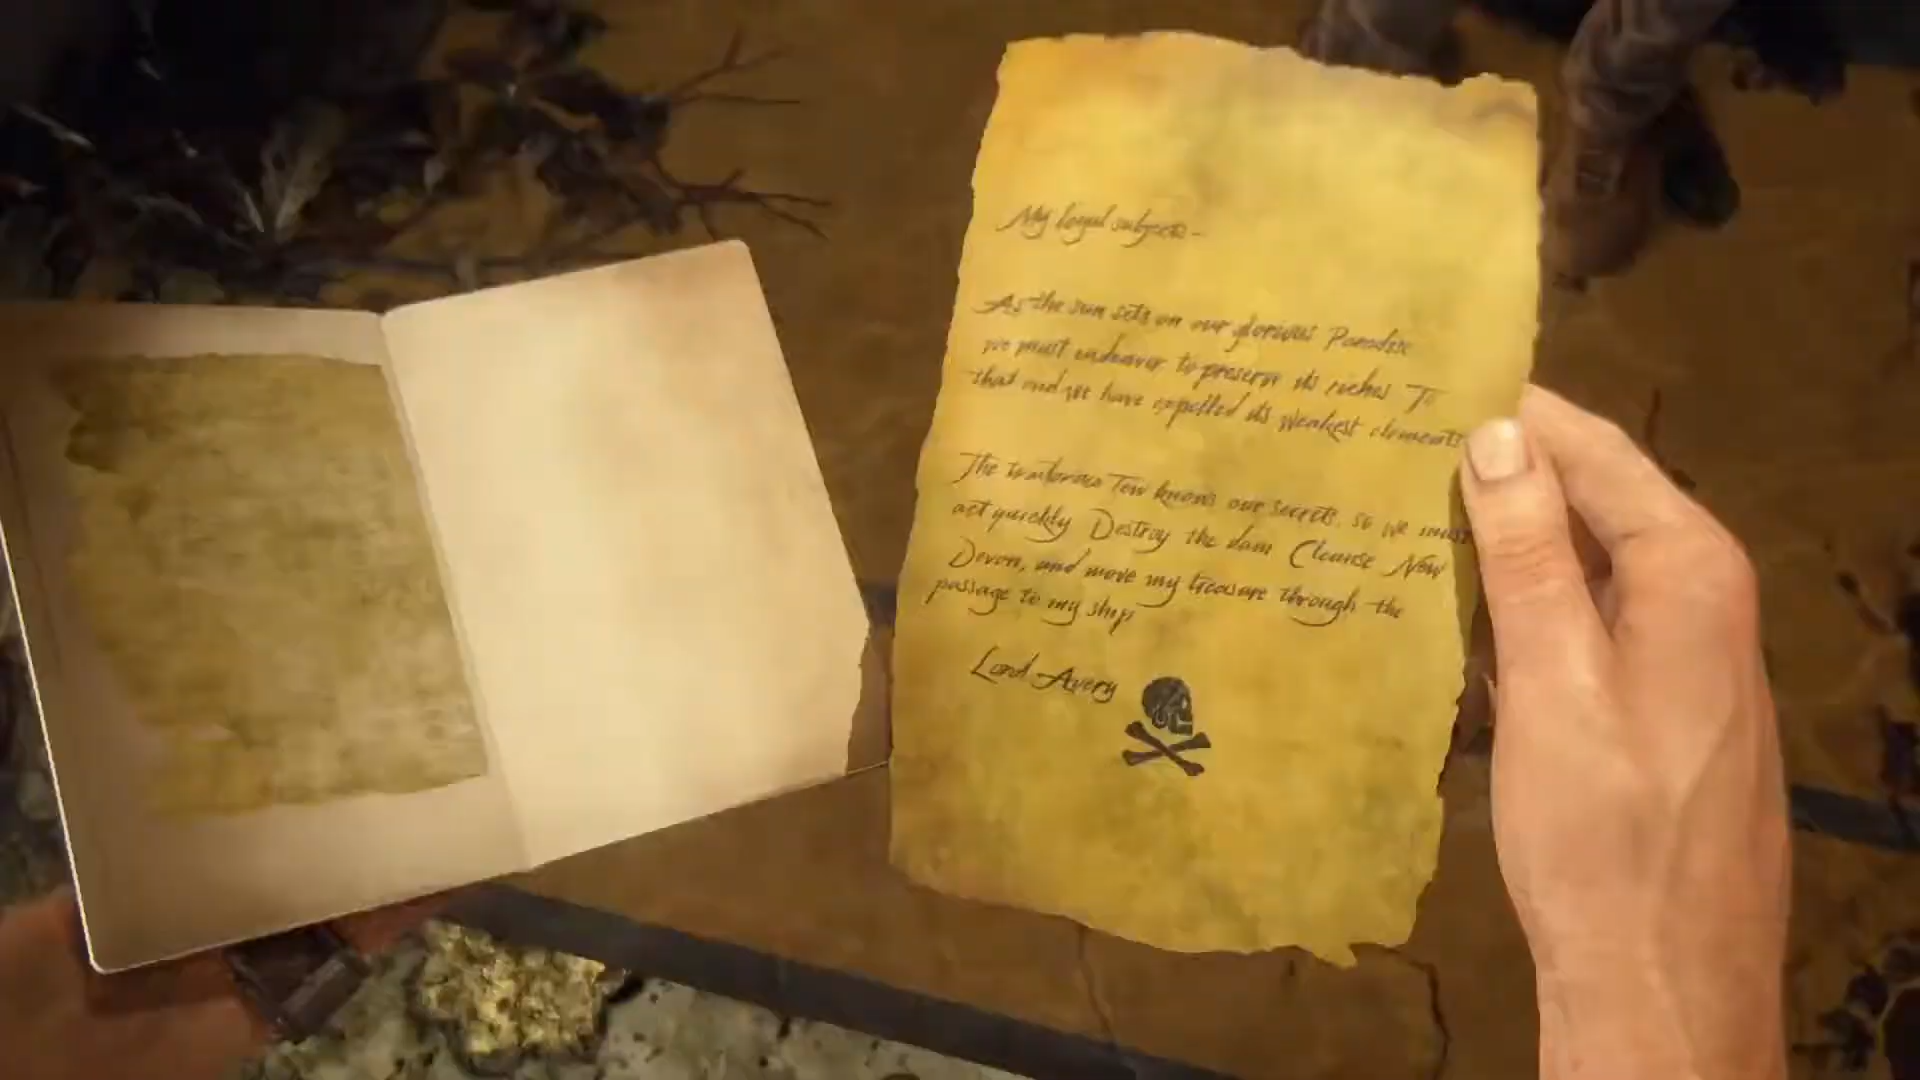 My loyal subjects -
As the sun sets on our glorious Paradise
we must endeavor to preserve its riches To
that end we have expelled its weakest elements
The traitorous Tew knows our secrets, so we must
act quickly Destroy the dam Cleanse New
Devon, and move my treasure through the
passage to my ship
Lord Avery